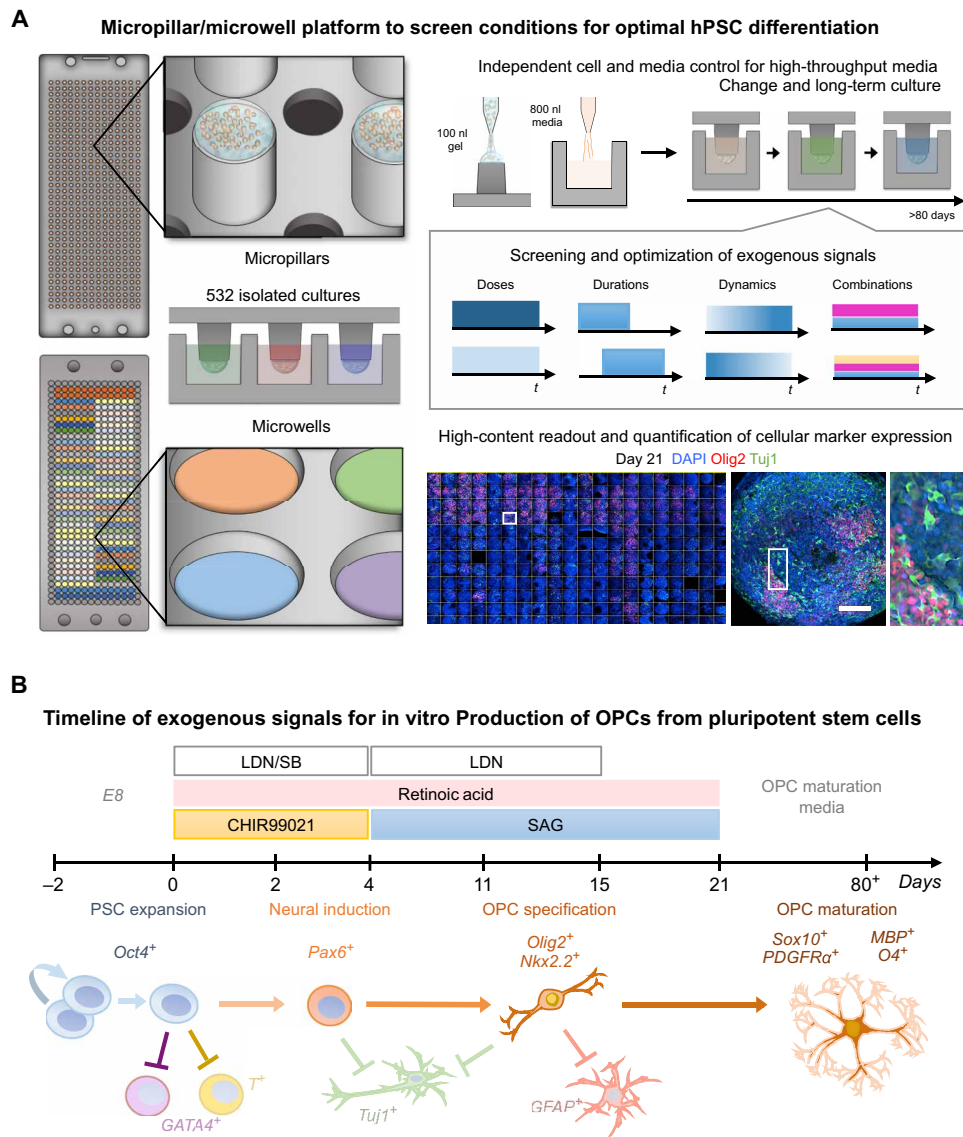 A
Micropillar/microwell platform to screen conditions for optimal hPSC differentiation
Independent cell and media control for high-throughput media
Change and long-term culture
100 nl
gel
800 nl
media
>80 days
Micropillars
532 isolated cultures
Microwells
Screening and optimization of exogenous signals
Doses
Durations
Dynamics
Combinations
t
t
t
t
High-content readout and quantification of cellular marker expression
Day 21 DAPI Olig2 Tuj1
B
Timeline of exogenous signals for in vitro Production of OPCs from pluripotent stem cells
LDN/SB
LDN
E8
Retinoic acid
OPC maturation
media
CHIR99021
SAG
–2
0
2
4
11
15
21
80+
Days
PSC expansion
Neural induction
OPC specification
OPC maturation
Oct4+
Pax6+
Olig2+
Nkx2.2+
Sox10+
PDGFRα+
MBP+
O4+
T+
GATA4+
Tuj1+
GFAP+